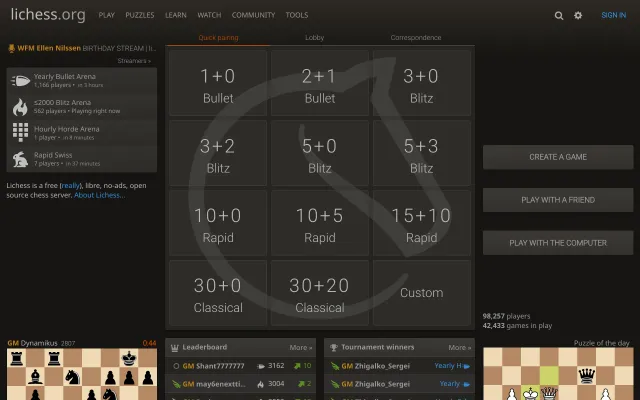 lichess.org
PLAY PUZZLES LEARN WATCH COMMUNITY TOOLS
SIGN IN
WFM Ellen Nilssen BIRTHDAY STREAM | li...
Streamers »
Yearly Bullet Arena
1,166 players • in 3 hours
≤2000 Blitz Arena
562 players • Playing right now
Hourly Horde Arena
1 player • in 8 minutes
Rapid Swiss
7 players • in 37 minutes
Lichess is a free (really), libre, no-ads, open
source chess server. About Lichess...
Quick pairing Lobby Correspondence
1+0 2+1 3+0
Bullet Bullet Blitz
3+2 5+0 5+3
Blitz Blitz Blitz
10+0 10+5 15+10
Rapid Rapid Rapid
30+0 30+20 Custom
Classical Classical
CREATE A GAME
PLAY WITH A FRIEND
PLAY WITH THE COMPUTER
98,257 players
42,433 games in play
GM Dynamikus 2807 0:44
Leaderboard More »
GM Shant7777777 3162 10
GM may6enextti... 3004 2
Tournament winners More »
GM Zhigalko_Sergei Yearly H
GM Zhigalko_Sergei Yearly
Puzzle of the day